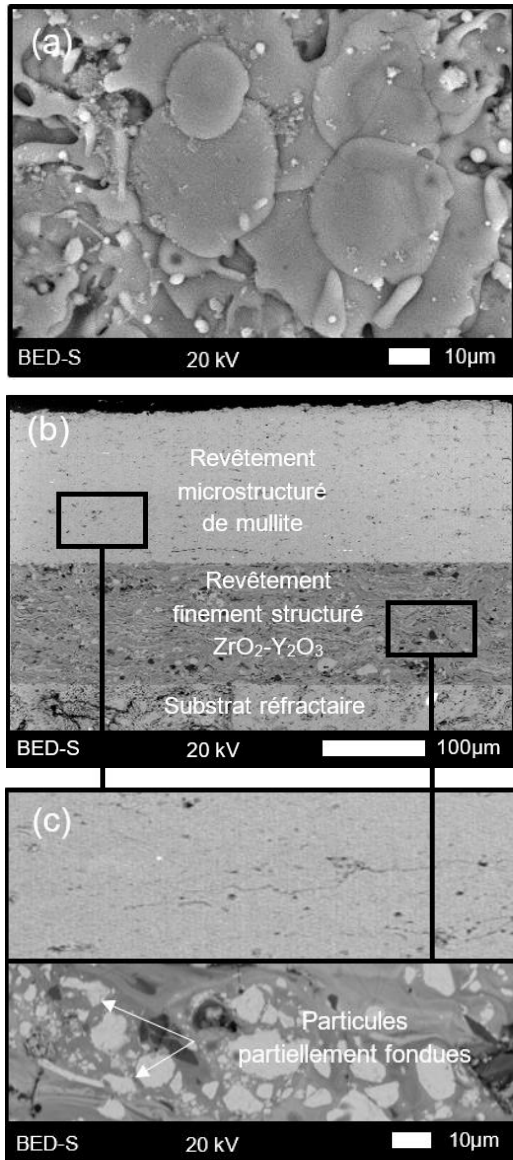 (a)
BED-S 20 kV 10µm
(b)
Revêtement
microstructuré
de mullite
Revêtement
finement structuré
ZrO₂-Y₂O₃
Substrat réfractaire
BED-S 20 kV 100µm
(c)
Particules
partiellement fondues
BED-S 20 kV 10µm